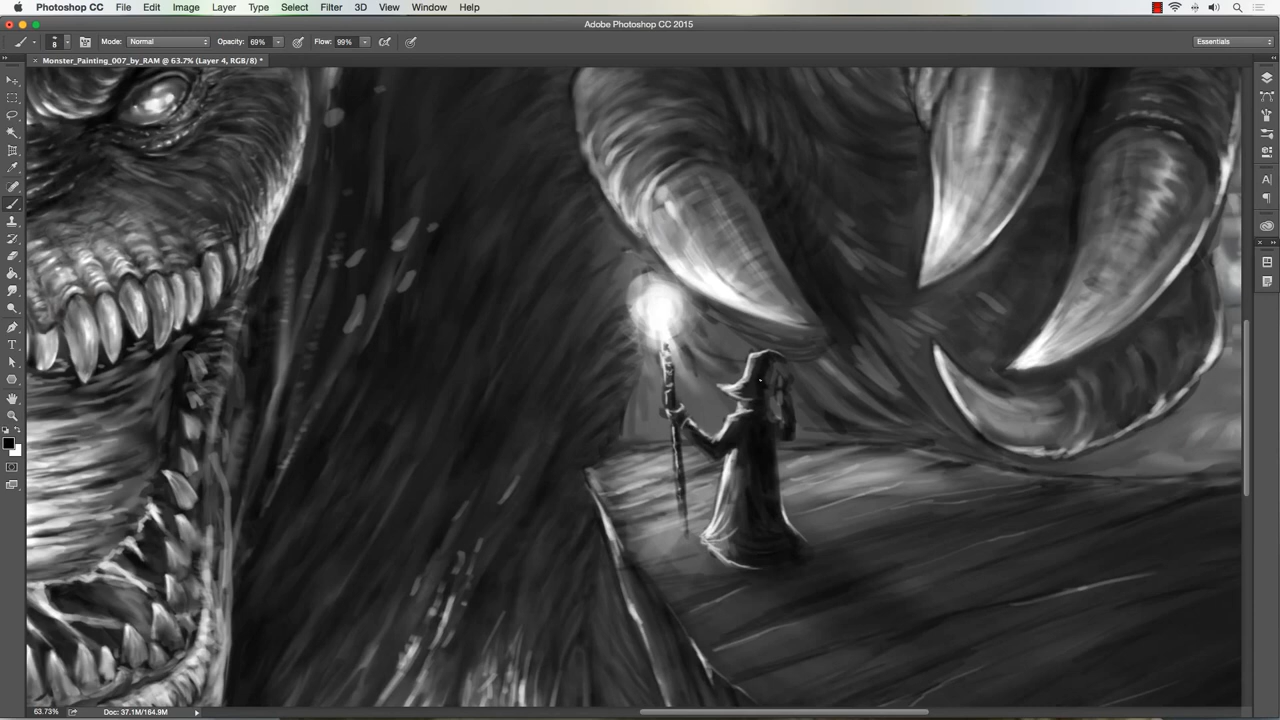 Photoshop CC File Edit Image Layer Type Select Filter 3D View Window Help
Adobe Photoshop CC 2015
8 Mode: Normal Opacity: 69% Flow: 99% Essentials
× Monster_Painting_007_by_RAM @ 63.7% (Layer 4, RGB/8) *
63.73% Doc: 37.1M/164.9M